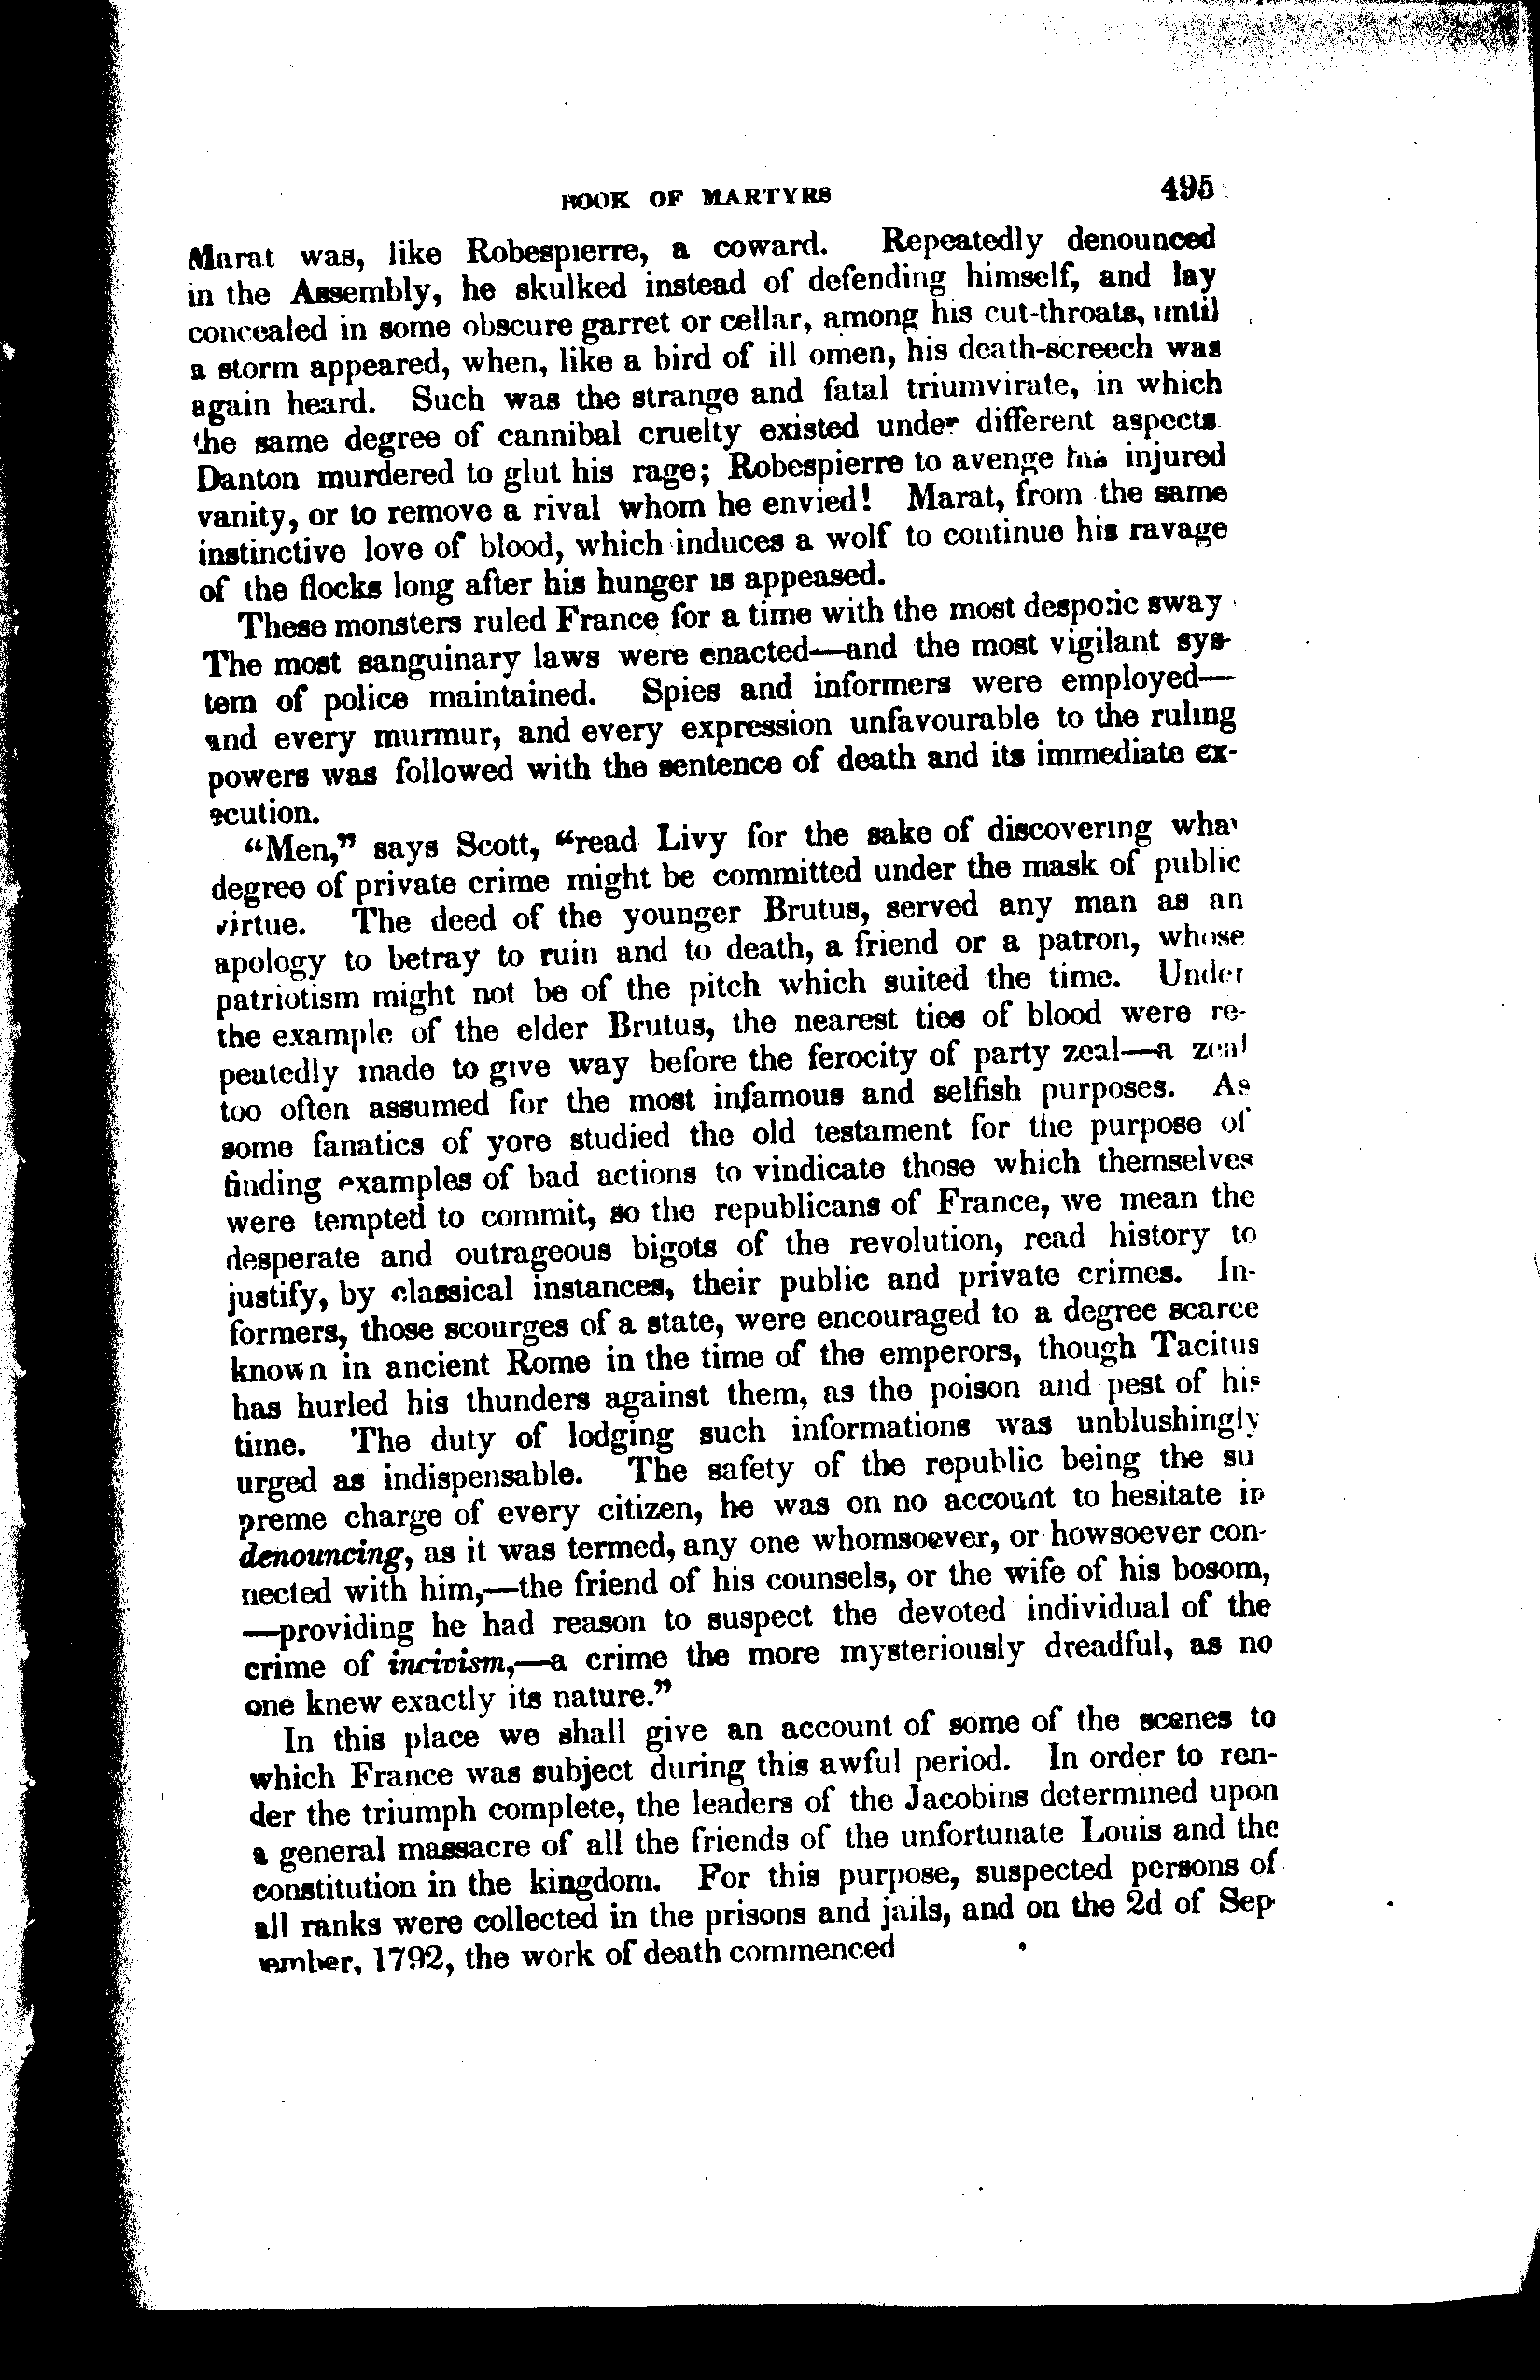 BOOK OF MARTYRS 495
Marat was, like Robespierre, a coward. Repeatedly denounced
in the Assembly, he skulked instead of defending himself, and lay
concealed in some obscure garret or cellar, among his cut-throats, until
a storm appeared, when, like a bird of ill omen, his death-screech was
again heard. Such was the strange and fatal triumvirate, in which
the same degree of cannibal cruelty existed under different aspects.
Danton murdered to glut his rage; Robespierre to avenge his injured
vanity, or to remove a rival whom he envied! Marat, from the same
instinctive love of blood, which induces a wolf to continue his ravage
of the flocks long after his hunger is appeased.
These monsters ruled France for a time with the most despotic sway
The most sanguinary laws were enacted—and the most vigilant sys-
tem of police maintained. Spies and informers were employed—
and every murmur, and every expression unfavourable to the ruling
powers was followed with the sentence of death and its immediate ex-
ecution.
“Men,” says Scott, “read Livy for the sake of discovering what
degree of private crime might be committed under the mask of public
virtue. The deed of the younger Brutus, served any man as an
apology to betray to ruin and to death, a friend or a patron, whose
patriotism might not be of the pitch which suited the time. Under
the example of the elder Brutus, the nearest ties of blood were re-
peatedly made to give way before the ferocity of party zeal—a zeal
too often assumed for the most infamous and selfish purposes. As
some fanatics of yore studied the old testament for the purpose of
finding examples of bad actions to vindicate those which themselves
were tempted to commit, so the republicans of France, we mean the
desperate and outrageous bigots of the revolution, read history to
justify, by classical instances, their public and private crimes. In-
formers, those scourges of a state, were encouraged to a degree scarce
known in ancient Rome in the time of the emperors, though Tacitus
has hurled his thunders against them, as the poison and pest of his
time. The duty of lodging such informations was unblushingly
urged as indispensable. The safety of the republic being the su
preme charge of every citizen, he was on no account to hesitate in
denouncing, as it was termed, any one whomsoever, or howsoever con-
nected with him,—the friend of his counsels, or the wife of his bosom,
—providing he had reason to suspect the devoted individual of the
crime of incivism,—a crime the more mysteriously dreadful, as no
one knew exactly its nature.”
In this place we shall give an account of some of the scenes to
which France was subject during this awful period. In order to ren-
der the triumph complete, the leaders of the Jacobins determined upon
a general massacre of all the friends of the unfortunate Louis and the
constitution in the kingdom. For this purpose, suspected persons of
all ranks were collected in the prisons and jails, and on the 2d of Sep
tember, 1792, the work of death commenced